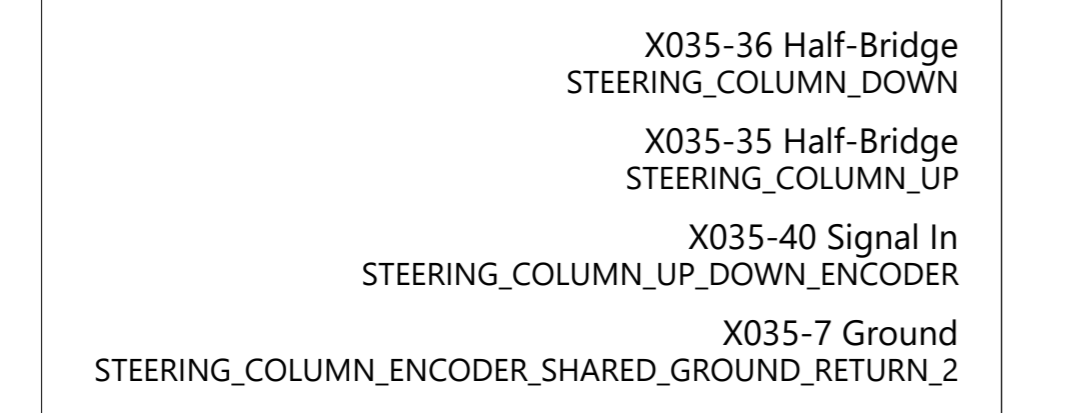 X035-36 Half-Bridge
STEERING_COLUMN_DOWN
X035-35 Half-Bridge
STEERING_COLUMN_UP
X035-40 Signal In
STEERING_COLUMN_UP_DOWN_ENCODER
X035-7 Ground
STEERING_COLUMN_ENCODER_SHARED_GROUND_RETURN_2